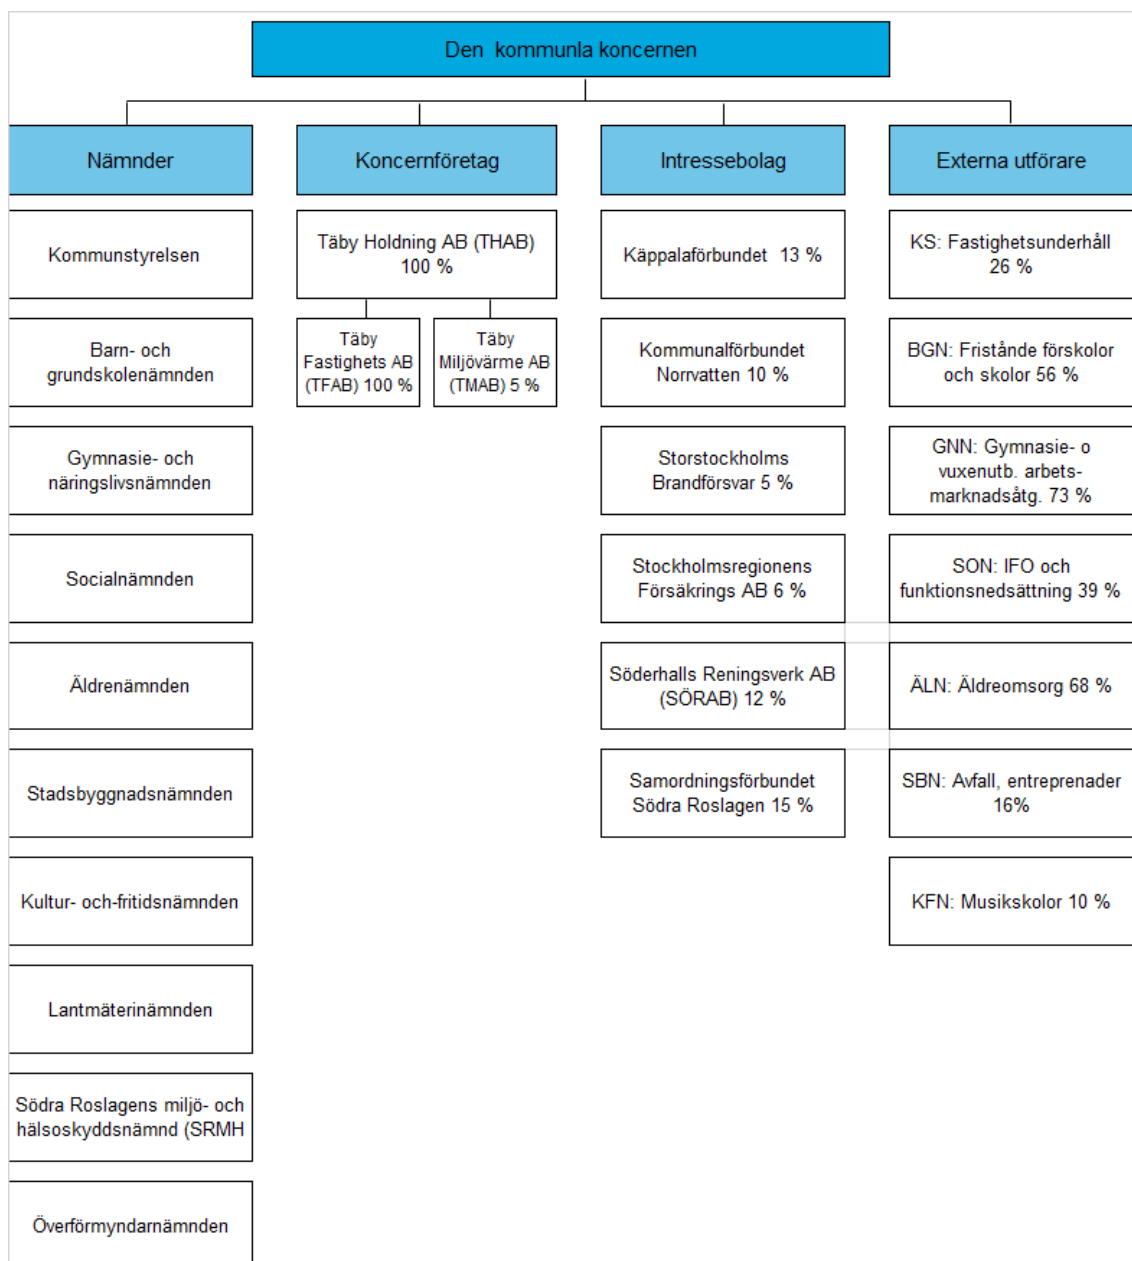 Den kommunla koncernen
Nämnder
Kommunstyrelsen
Barn- och
grundskolenämnden
Gymnasie- och
näringslivsnämnden
Socialnämnden
Äldrenämnden
Stadsbyggnadsnämnden
Kultur- och-fritidsnämnden
Lantmäterinämnden
Södra Roslagens miljö- och
hälsoskyddsnämnd (SRMH
Överförmyndarnämnden
Koncernföretag
Täby Holdning AB (THAB)
100 %
Täby
Fastighets AB
(TFAB) 100 %
Täby
Miljövärme AB
(TMAB) 5 %
Intressebolag
Käppalaförbundet 13 %
Kommunalförbundet
Norrvatten 10 %
Storstockholms
Brandförsvar 5 %
Stockholmsregionens
Försäkrings AB 6 %
Söderhalls Reningsverk AB
(SÖRAB) 12 %
Samordningsförbundet
Södra Roslagen 15 %
Externa utförare
KS: Fastighetsunderhåll
26 %
BGN: Fristånde förskolor
och skolor 56 %
GNN: Gymnasie- o
vuxenutb. arbets-
marknadsåtg. 73 %
SON: IFO och
funktionsnedsättning 39 %
ÄLN: Äldreomsorg 68 %
SBN: Avfall, entreprenader
16%
KFN: Musikskolor 10 %